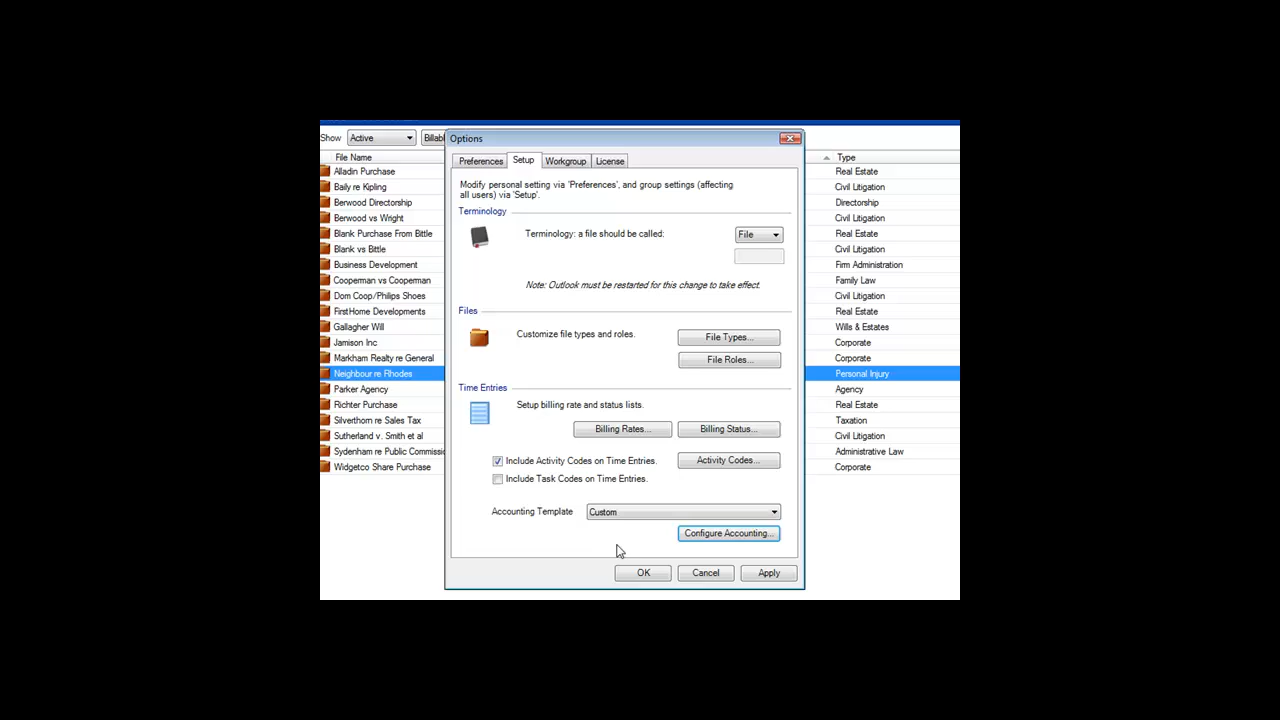 Show Active Billabl
File Name Type
Alladin Purchase Real Estate
Baily re Kipling Civil Litigation
Berwood Directorship Directorship
Berwood vs Wright Civil Litigation
Blank Purchase From Bittle Real Estate
Blank vs Bittle Civil Litigation
Business Development Firm Administration
Cooperman vs Cooperman Family Law
Dom Coop/Philips Shoes Civil Litigation
FirstHome Developments Real Estate
Gallagher Will Wills & Estates
Jamison Inc Corporate
Markham Realty re General Corporate
Neighbour re Rhodes Personal Injury
Parker Agency Agency
Richter Purchase Real Estate
Silverthorn re Sales Tax Taxation
Sutherland v. Smith et al Civil Litigation
Sydenham re Public Commissio Administrative Law
Widgetco Share Purchase Corporate
Options
Preferences Setup Workgroup License
Modify personal setting via 'Preferences', and group settings (affecting
all users) via 'Setup'.
Terminology
Terminology: a file should be called: File
Note: Outlook must be restarted for this change to take effect.
Files
Customize file types and roles. File Types...
File Roles...
Time Entries
Setup billing rate and status lists.
Billing Rates... Billing Status...
Include Activity Codes on Time Entries. Activity Codes...
Include Task Codes on Time Entries.
Accounting Template Custom
Configure Accounting...
OK Cancel Apply